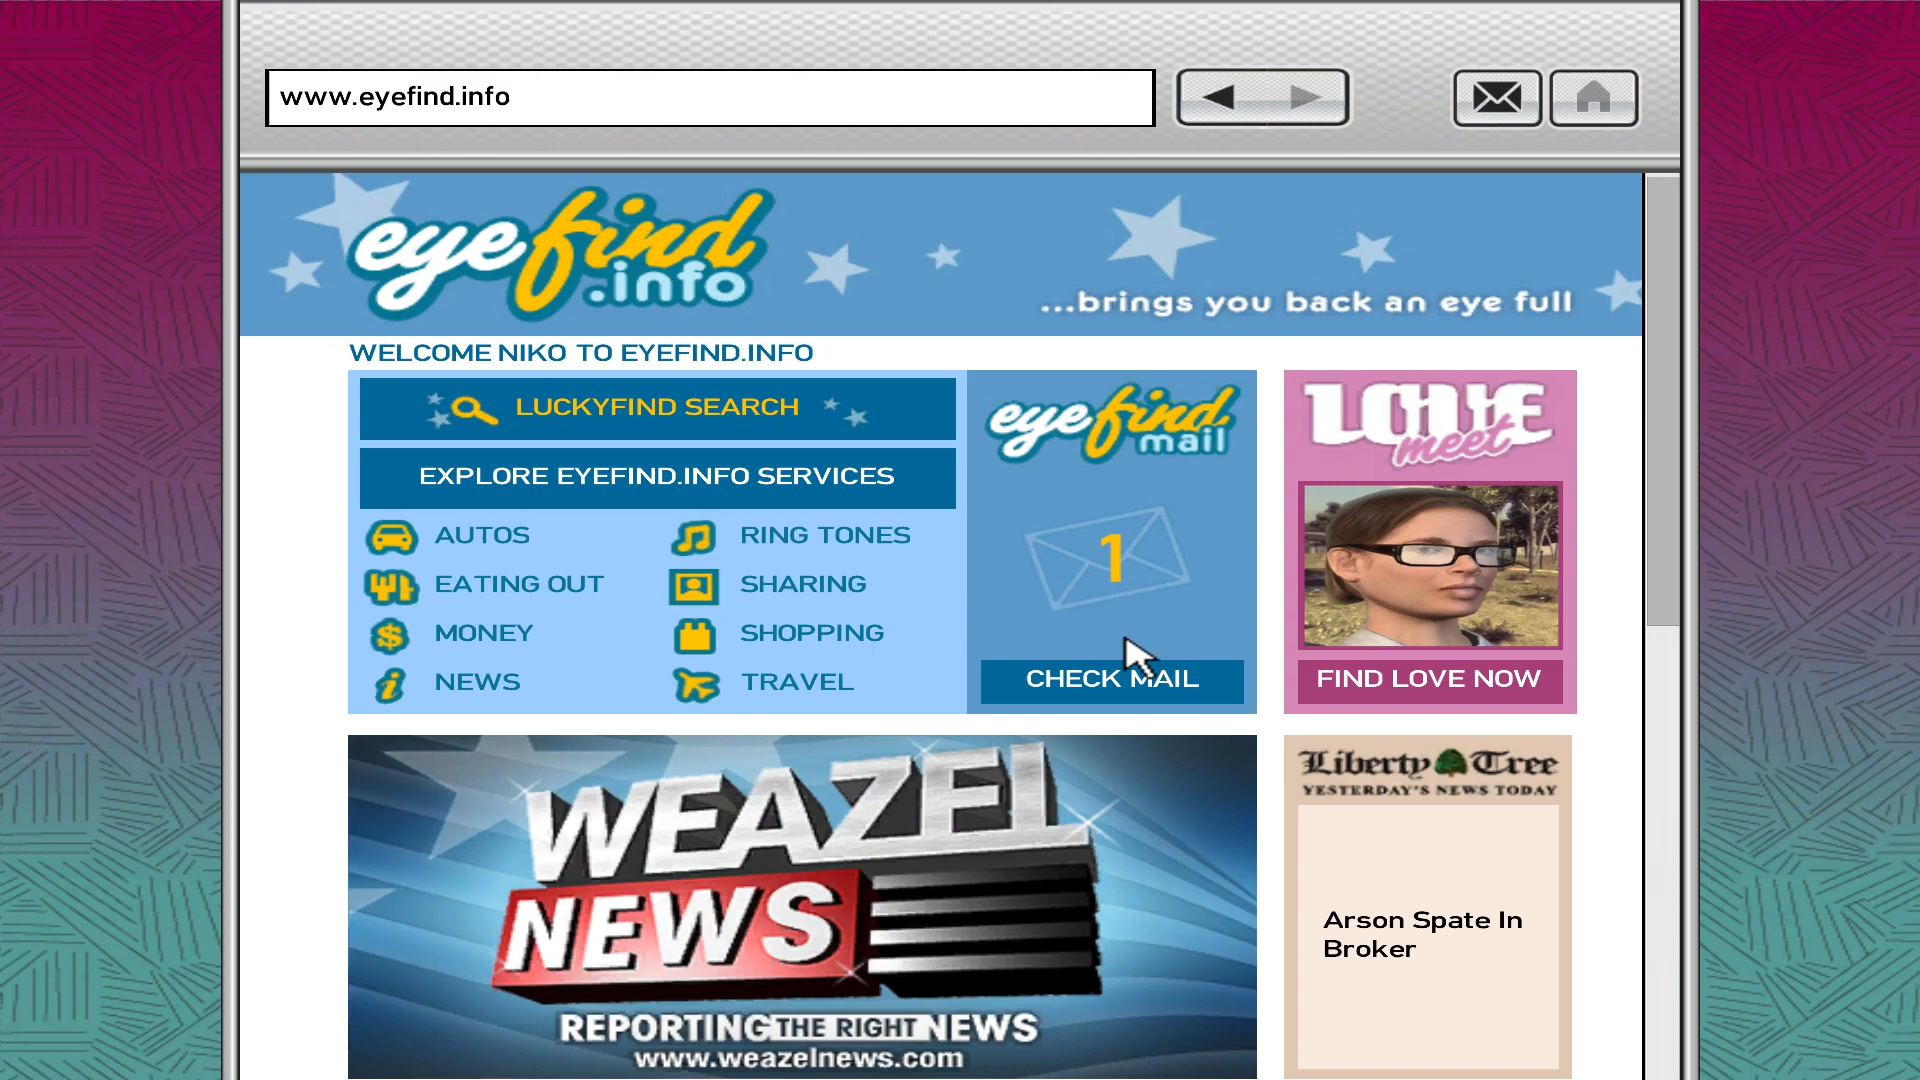 www.eyefind.info
eyefind
.info
...brings you back an eye full
WELCOME NIKO TO EYEFIND.INFO
LUCKYFIND SEARCH
EXPLORE EYEFIND.INFO SERVICES
AUTOS
RING TONES
EATING OUT
SHARING
MONEY
SHOPPING
NEWS
TRAVEL
eyefind
mail
1
CHECK MAIL
LOVE
meet
FIND LOVE NOW
WEAZEL
NEWS
REPORTING THE RIGHT NEWS
www.weazelnews.com
Liberty Tree
YESTERDAY'S NEWS TODAY
Arson Spate In
Broker